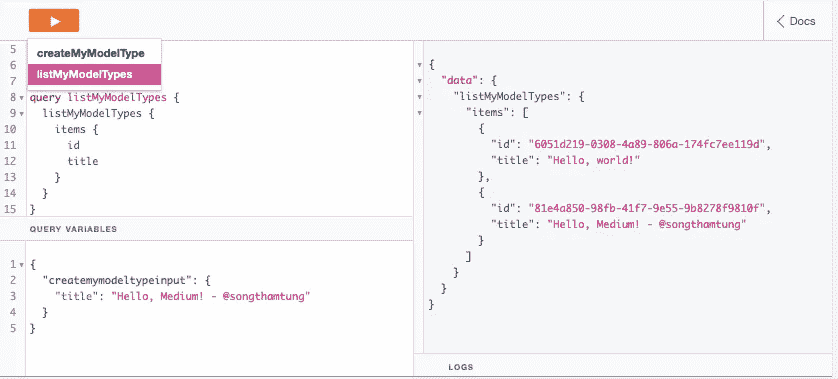 Docs
createMyModelType
listMyModelTypes
5
6
7
8 query listMyModelTypes {
9 listMyModelTypes {
10 items {
11 id
12 title
13 }
14 }
15 }
QUERY VARIABLES
1 {
2 "createmymodeltypeinput": {
3 "title": "Hello, Medium! - @songthamtung"
4 }
5 }
{
"data": {
"listMyModelTypes": {
"items": [
{
"id": "6051d219-0308-4a89-806a-174fc7ee119d",
"title": "Hello, world!"
},
{
"id": "81e4a850-98fb-41f7-9e55-9b8278f9810f",
"title": "Hello, Medium! - @songthamtung"
}
]
}
}
}
LOGS